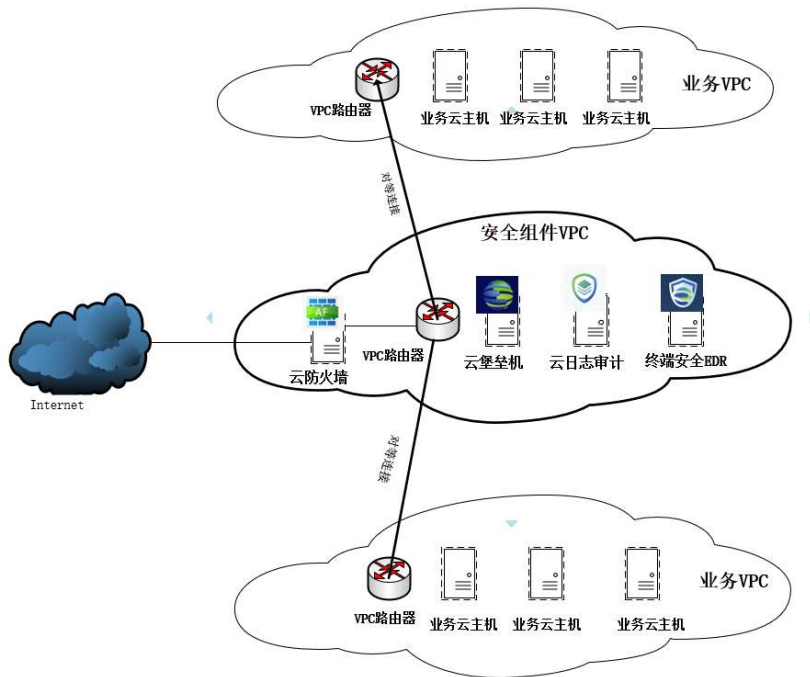 业务VPC
VPC路由器
业务云主机
业务云主机
业务云主机
对等连接
安全组件VPC
AF
Internet
云防火墙
VPC路由器
云堡垒机
云日志审计
终端安全EDR
对等连接
业务VPC
VPC路由器
业务云主机
业务云主机
业务云主机